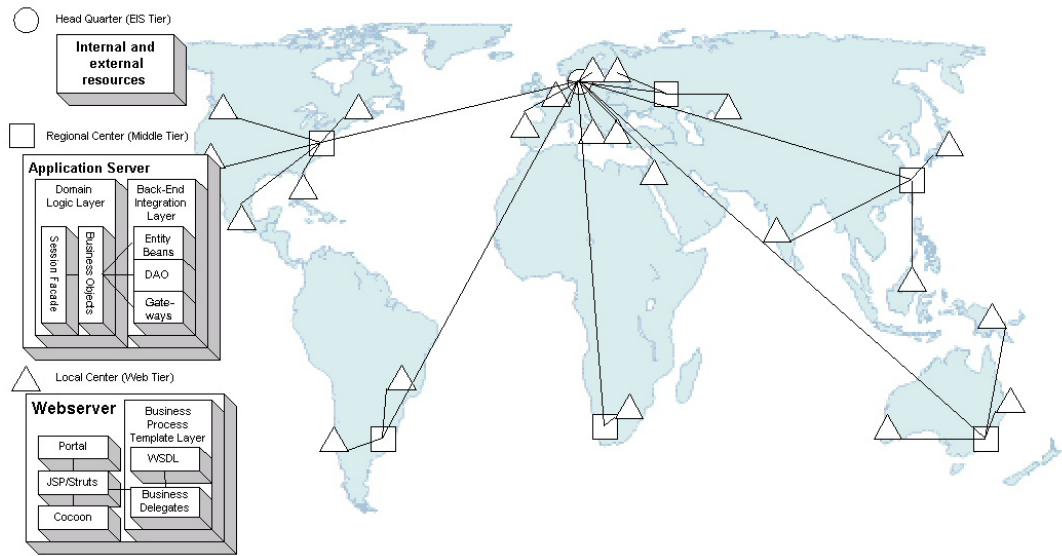 Head Quarter (EIS Tier)
Internal and
external
resources
Regional Center (Middle Tier)
Application Server
Domain
Logic Layer
Back-End
Integration
Layer
Session Facade
Business Objects
Entity
Beans
DAO
Gate-
ways
Local Center (Web Tier)
Webserver
Business
Process
Template Layer
Portal
WSDL
JSP/Struts
Business
Delegates
Cocoon